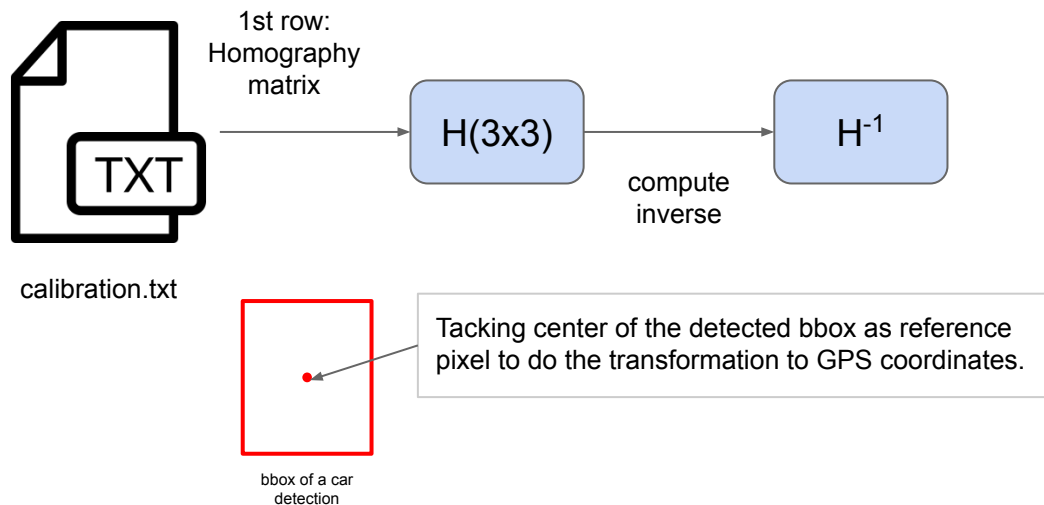 1st row:
Homography
matrix
TXT
H(3x3)
H-1
compute
inverse
calibration.txt
Tacking center of the detected bbox as reference
pixel to do the transformation to GPS coordinates.
bbox of a car
detection